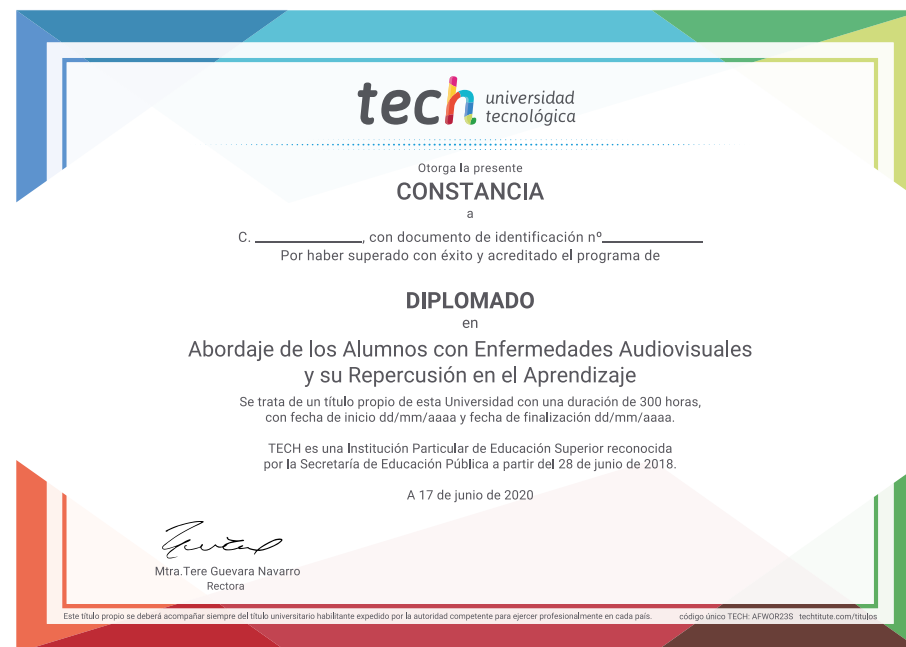 tech universidad
tecnológica
Otorga la presente
CONSTANCIA
a
C. ____________, con documento de identificación nº____________
Por haber superado con éxito y acreditado el programa de
DIPLOMADO
en
Abordaje de los Alumnos con Enfermedades Audiovisuales
y su Repercusión en el Aprendizaje
Se trata de un título propio de esta Universidad con una duración de 300 horas,
con fecha de inicio dd/mm/aaaa y fecha de finalización dd/mm/aaaa.
TECH es una Institución Particular de Educación Superior reconocida
por la Secretaría de Educación Pública a partir del 28 de junio de 2018.
A 17 de junio de 2020
Mtra.Tere Guevara Navarro
Rectora
Este título propio se deberá acompañar siempre del título universitario habilitante expedido por la autoridad competente para ejercer profesionalmente en cada país. código único TECH: AFWOR23S techtitute.com/titulos